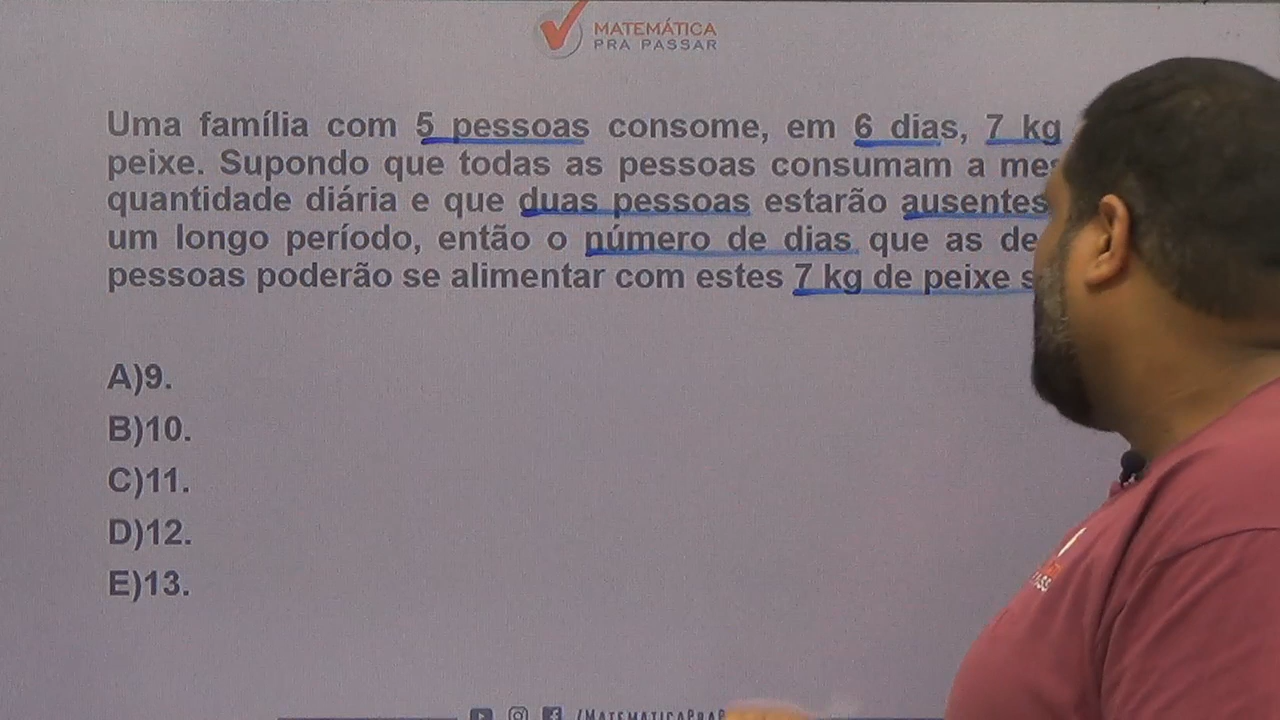 MATEMÁTICA
PRA PASSAR
Uma família com 5 pessoas consome, em 6 dias, 7 kg
peixe. Supondo que todas as pessoas consumam a
quantidade diária e que duas pessoas estarão ausentes
um longo período, então o número de dias que as
pessoas poderão se alimentar com estes 7 kg de peixe
A)9.
B)10.
C)11.
D)12.
E)13.